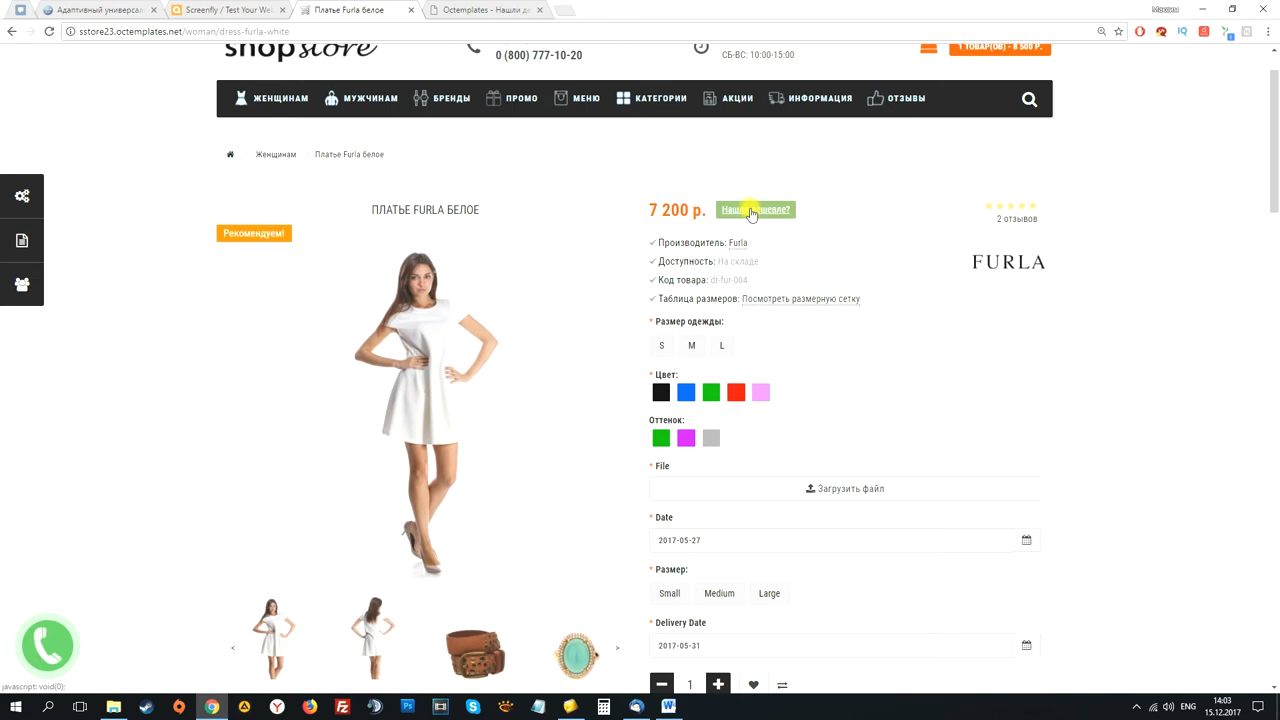 Адаптивный универсаль
Screenfly / Test Your Web
Платье Furla белое
Octemplates – Нашли де
sstore23.octemplates.net/woman/dress-furla-white
shopstore
0 (800) 777-10-20
СБ-ВС: 10:00-15:00
1 ТОВАР(ОВ) - 8 500 Р.
ЖЕНЩИНАМ
МУЖЧИНАМ
БРЕНДЫ
ПРОМО
МЕНЮ
КАТЕГОРИИ
АКЦИИ
ИНФОРМАЦИЯ
ОТЗЫВЫ
Женщинам
Платье Furla белое
ПЛАТЬЕ FURLA БЕЛОЕ
Рекомендуем!
7 200 р.
2 отзывов
Производитель: Furla
FURLA
Доступность: На складе
Код товара: dr-fur-004
Таблица размеров: Посмотреть размерную сетку
* Размер одежды:
S M L
* Цвет:
Оттенок:
* File
Загрузить файл
* Date
2017-05-27
* Размер:
Small Medium Large
Delivery Date
2017-05-31
< >
1
javascript: void(0);
ENG
14:03
15.12.2017